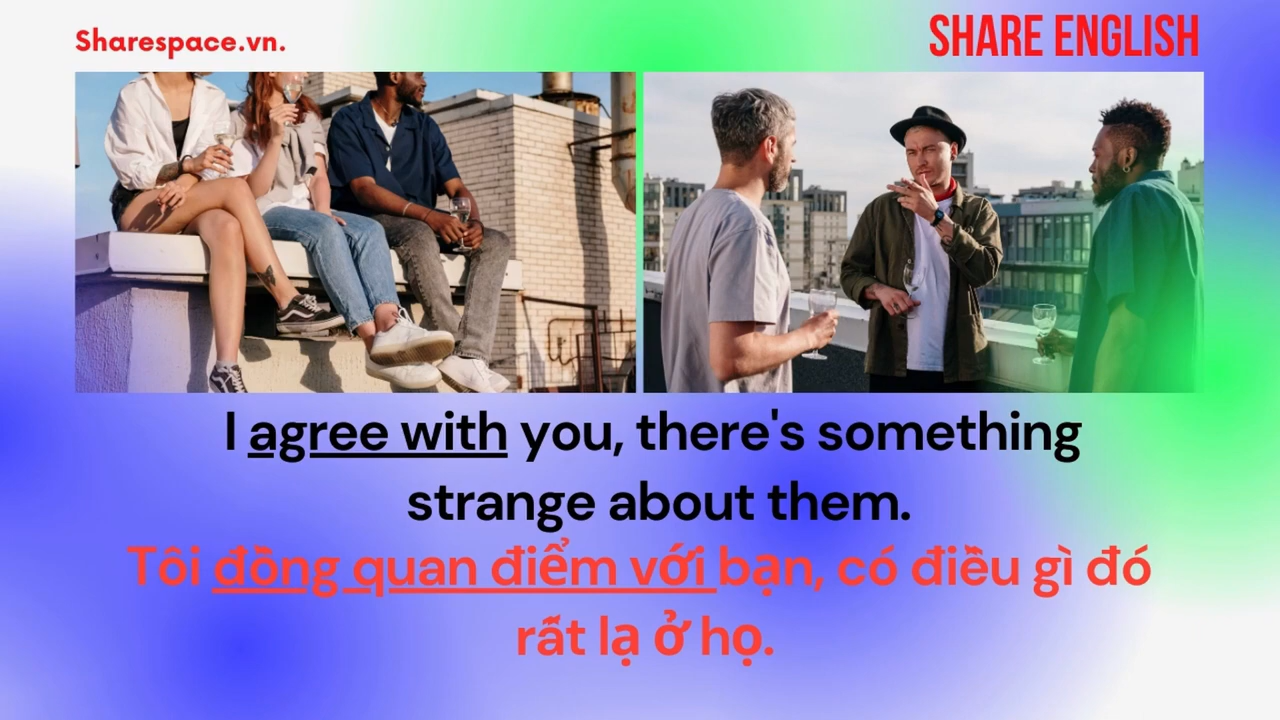 Sharespace.vn.
SHARE ENGLISH
I agree with you, there's something
strange about them.
Tôi đồng quan điểm với bạn, có điều gì đó
rất lạ ở họ.